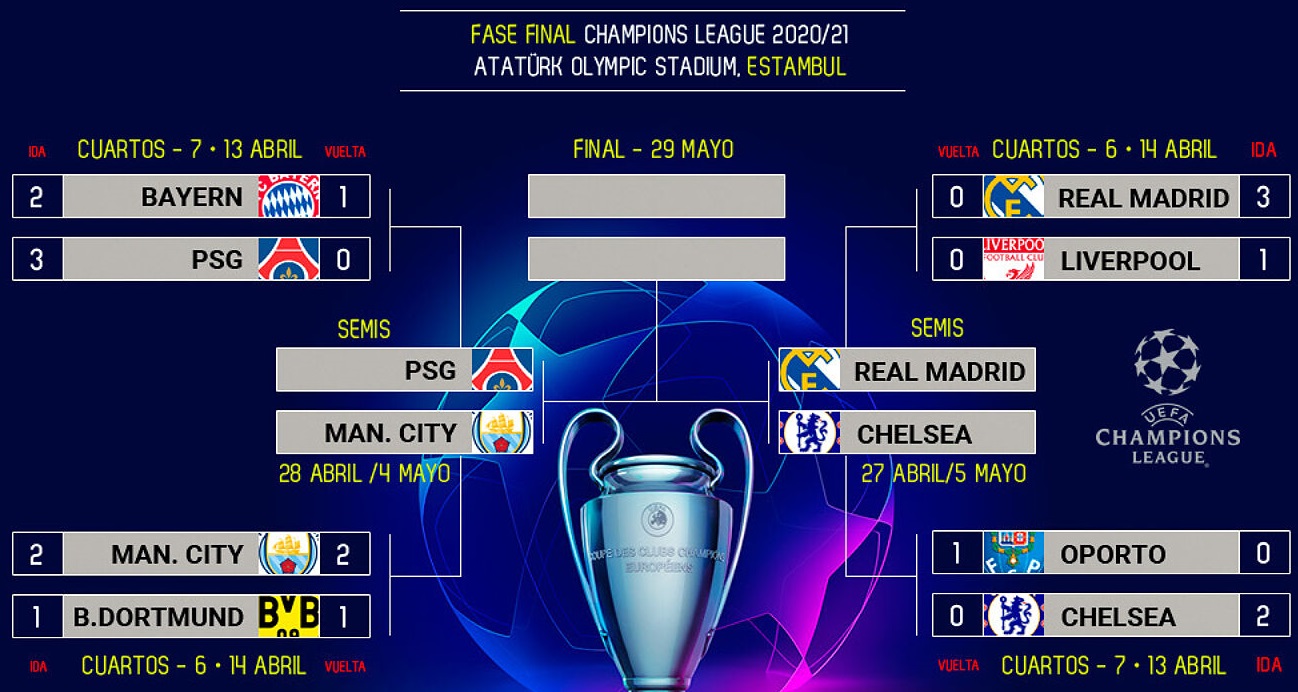 FASE FINAL CHAMPIONS LEAGUE 2020/21
ATATÜRK OLYMPIC STADIUM, ESTAMBUL
IDA CUARTOS - 7 • 13 ABRIL VUELTA
2 BAYERN 1
3 PSG 0
FINAL - 29 MAYO
VUELTA CUARTOS - 6 • 14 ABRIL IDA
0 REAL MADRID 3
0 LIVERPOOL 1
SEMIS
PSG
MAN. CITY
28 ABRIL /4 MAYO
SEMIS
REAL MADRID
CHELSEA
27 ABRIL/5 MAYO
UEFA
CHAMPIONS
LEAGUE
COUPE DES CLUBS CHAMPIONS
EUROPÉENS
2 MAN. CITY 2
1 B.DORTMUND BVB 09 1
IDA CUARTOS - 6 • 14 ABRIL VUELTA
1 OPORTO 0
0 CHELSEA 2
VUELTA CUARTOS - 7 • 13 ABRIL IDA